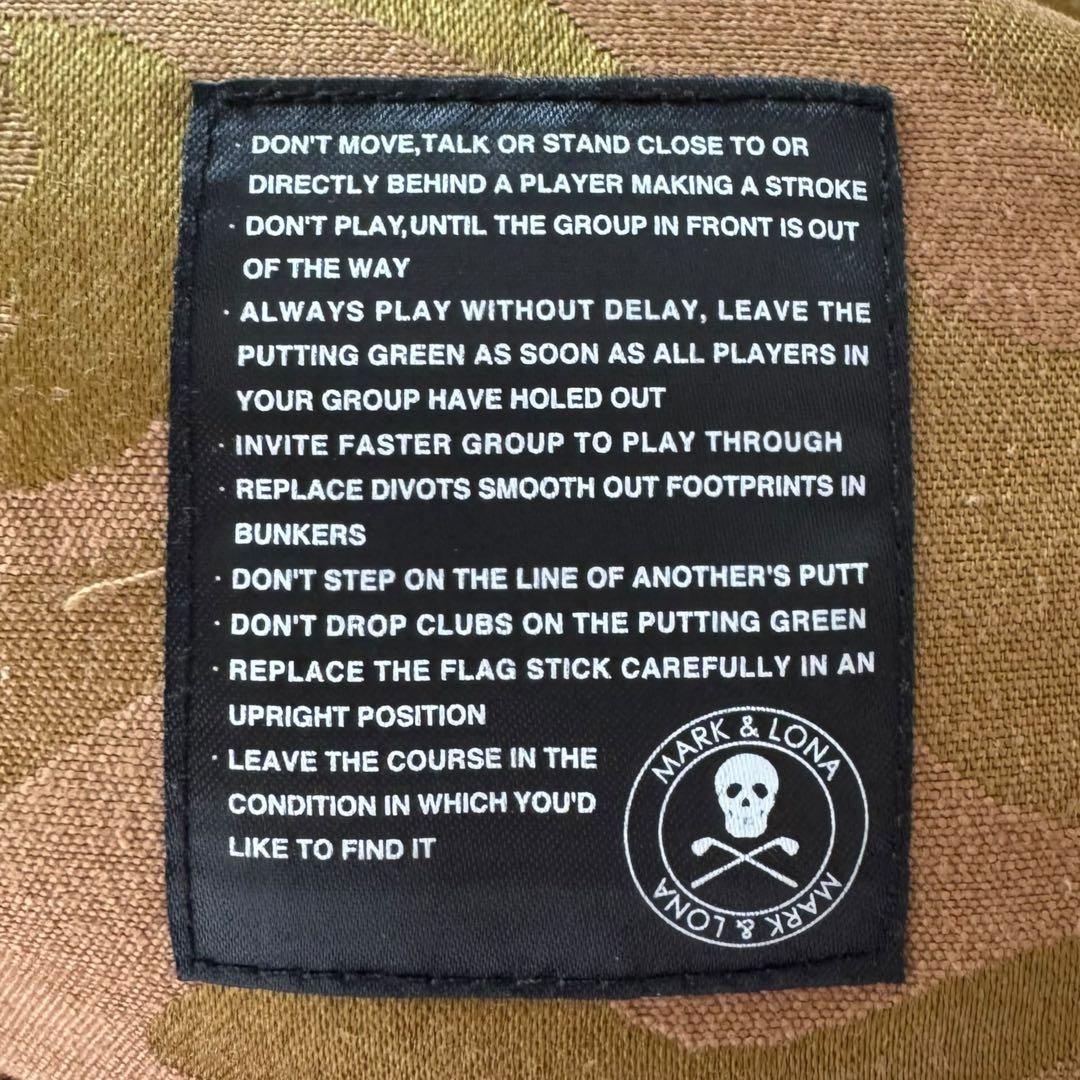 · DON'T MOVE,TALK OR STAND CLOSE TO OR
DIRECTLY BEHIND A PLAYER MAKING A STROKE
· DON'T PLAY,UNTIL THE GROUP IN FRONT IS OUT
OF THE WAY
· ALWAYS PLAY WITHOUT DELAY, LEAVE THE
PUTTING GREEN AS SOON AS ALL PLAYERS IN
YOUR GROUP HAVE HOLED OUT
· INVITE FASTER GROUP TO PLAY THROUGH
· REPLACE DIVOTS SMOOTH OUT FOOTPRINTS IN
BUNKERS
· DON'T STEP ON THE LINE OF ANOTHER'S PUTT
· DON'T DROP CLUBS ON THE PUTTING GREEN
· REPLACE THE FLAG STICK CAREFULLY IN AN
UPRIGHT POSITION
· LEAVE THE COURSE IN THE
CONDITION IN WHICH YOU'D
LIKE TO FIND IT
MARK & LONA
MARK & LONA